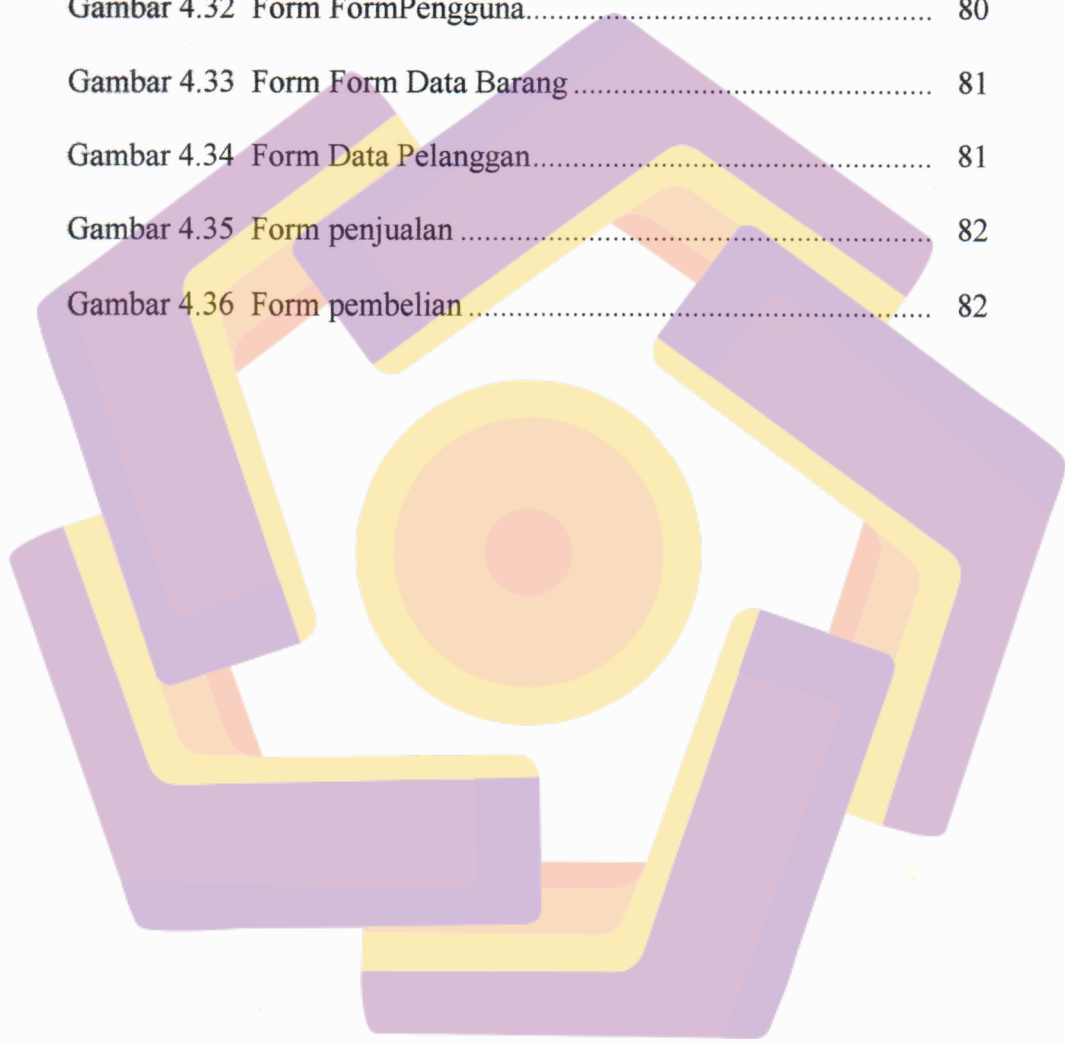 Gambar 4.32 Form FormPengguna.......................................................... 80
Gambar 4.33 Form Form Data Barang .................................................. 81
Gambar 4.34 Form Data Pelanggan......................................................... 81
Gambar 4.35 Form penjualan .................................................................... 82
Gambar 4.36 Form pembelian ................................................................... 82